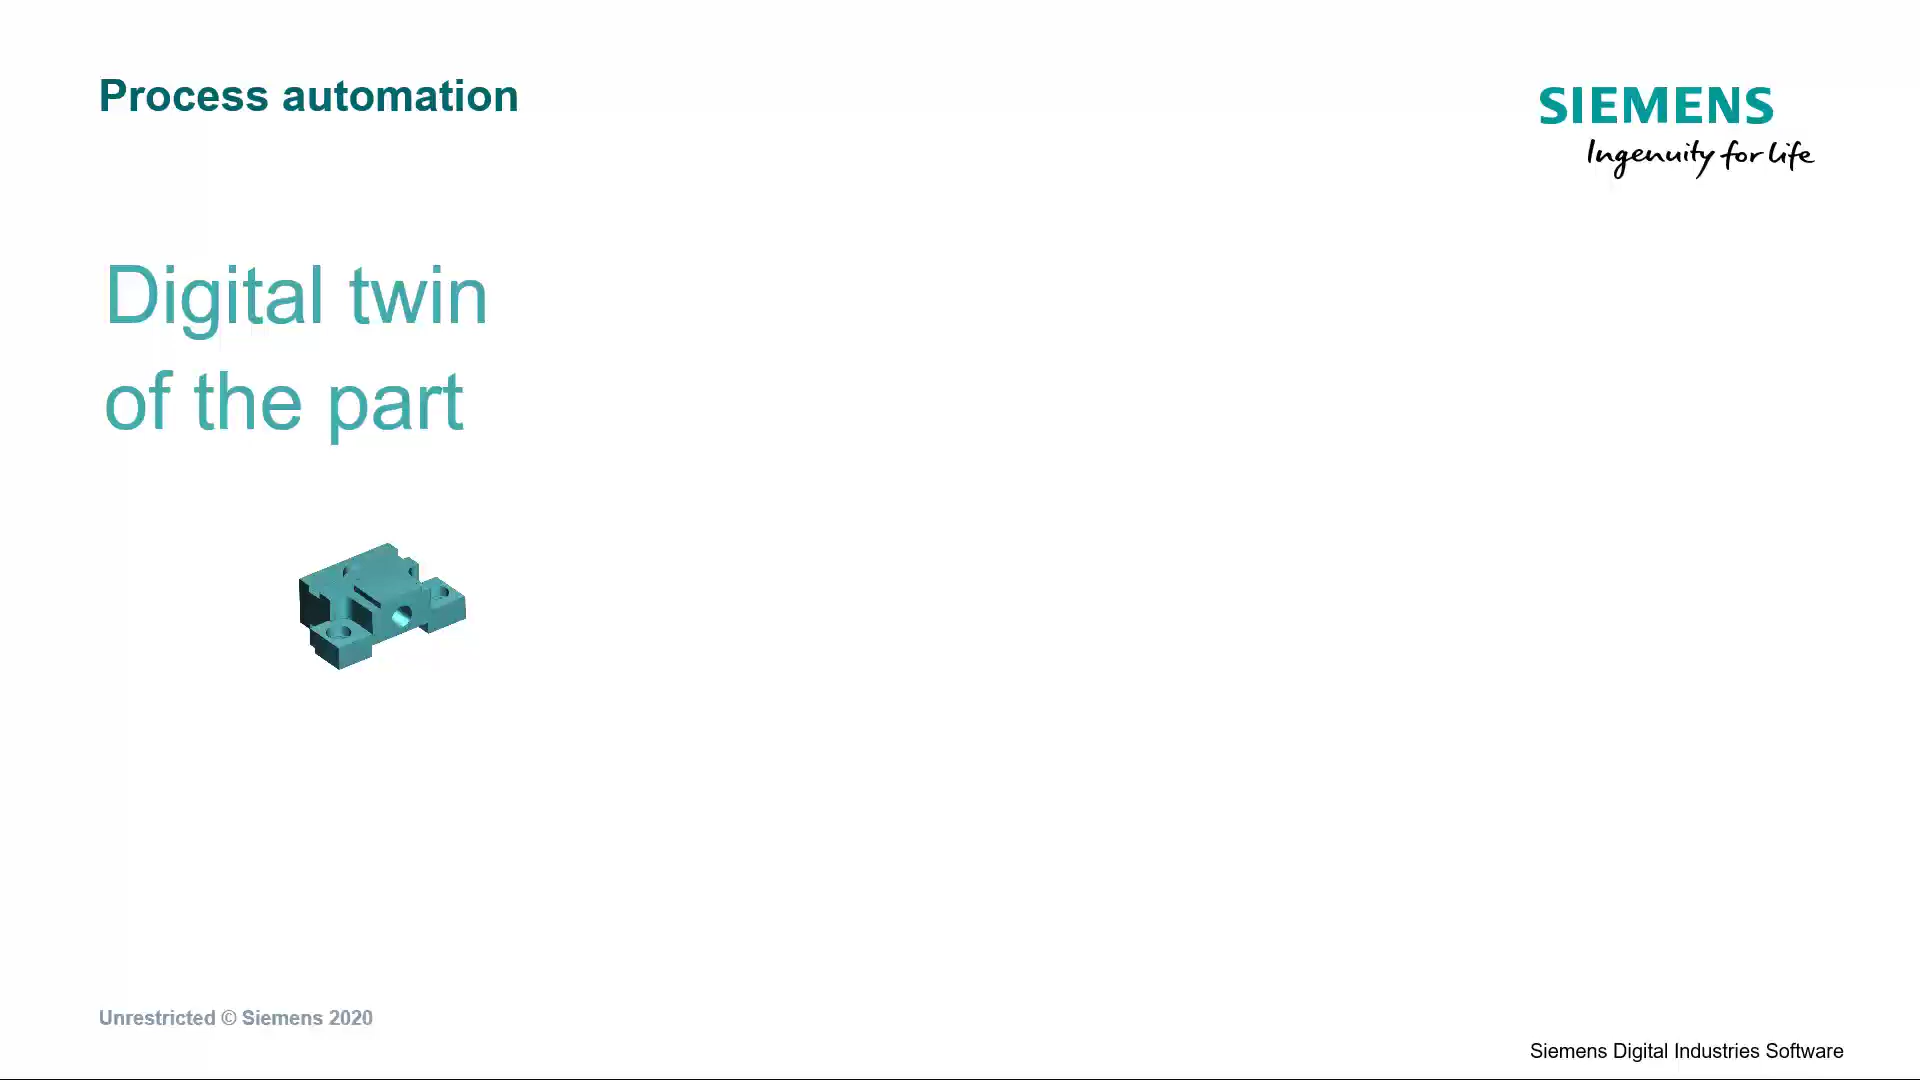 Process automation
SIEMENS
Ingenuity for life
Digital twin
of the part
Unrestricted © Siemens 2020
Siemens Digital Industries Software